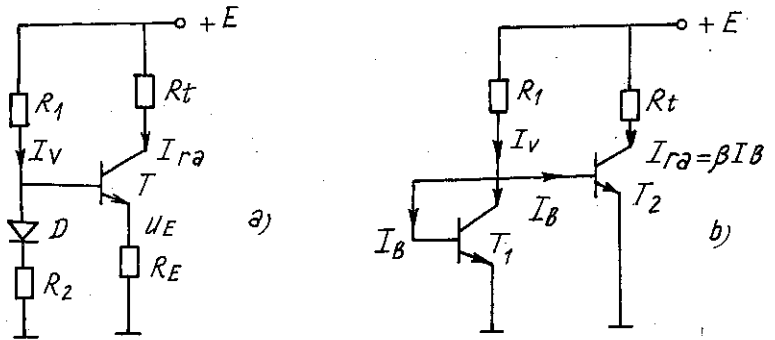 + E
R1
Rt
IV
Ira
T
D
UE
R2
RE
a)
+ E
R1
Rt
IV
Ira=βIB
IB
T2
IB
T1
b)